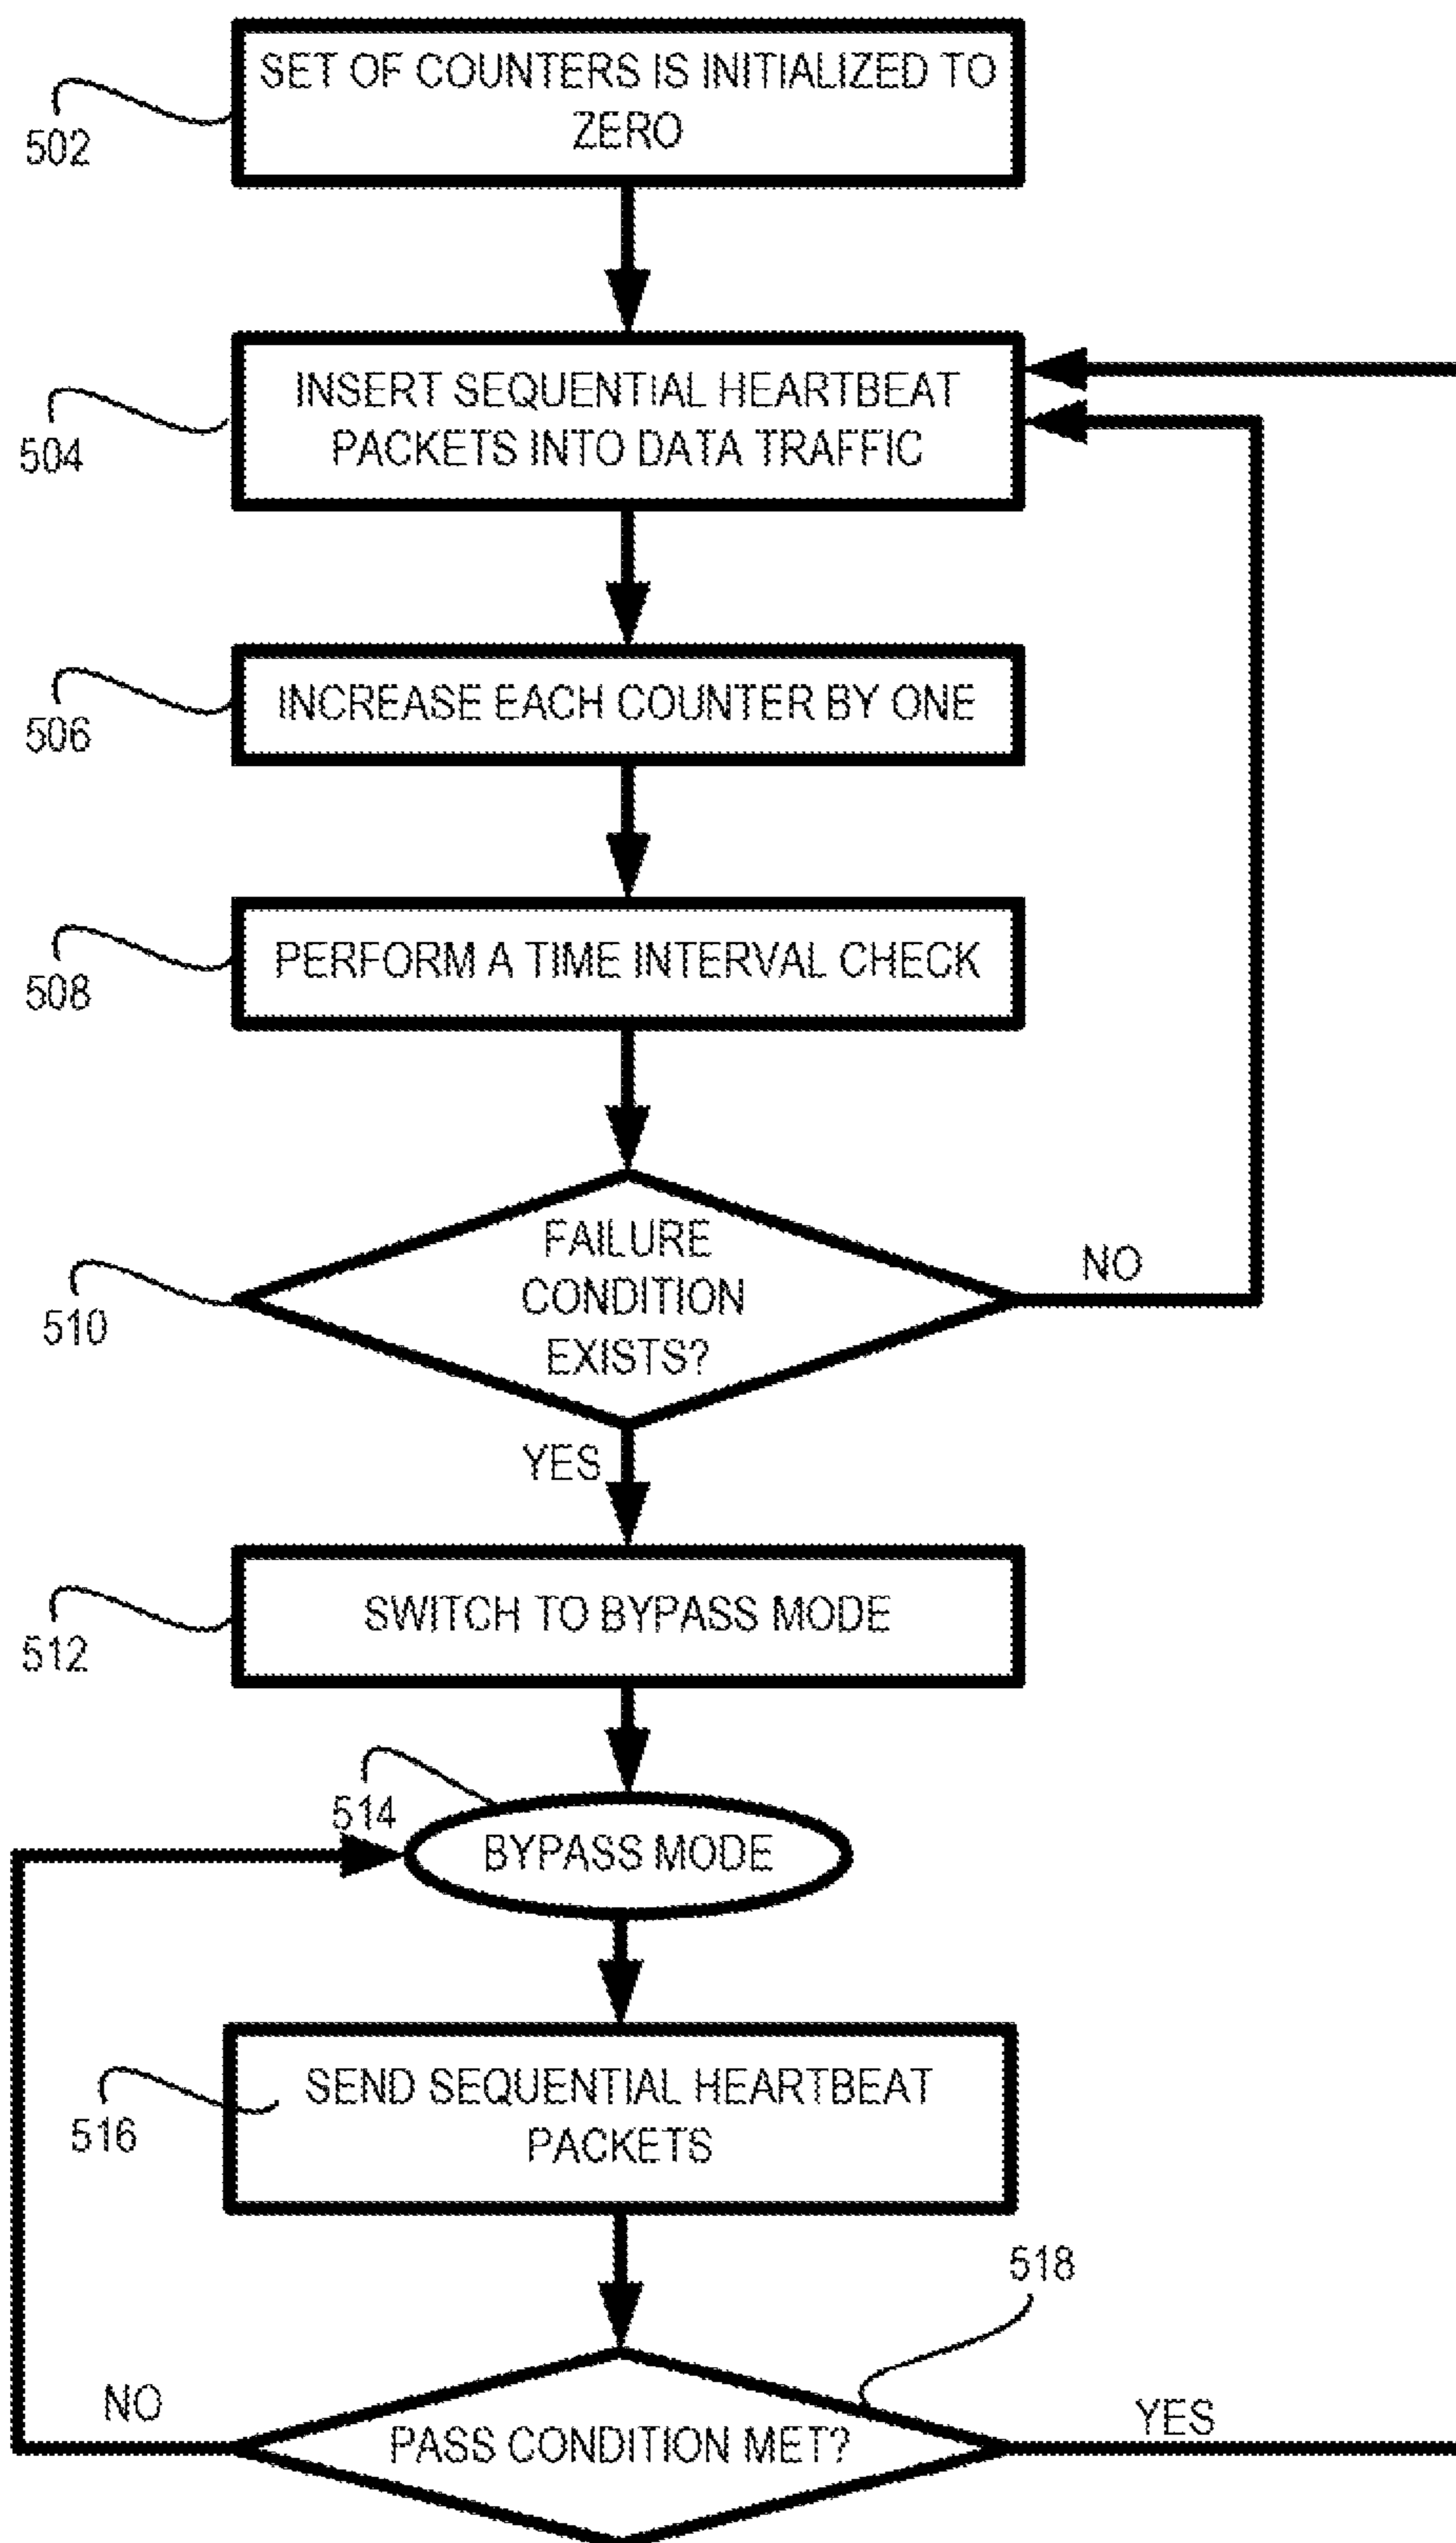 SET OF COUNTERS IS INITIALIZED TO
ZERO
502
INSERT SEQUENTIAL HEARTBEAT
PACKETS INTO DATA TRAFFIC
504
INCREASE EACH COUNTER BY ONE
506
PERFORM A TIME INTERVAL CHECK
508
FAILURE
CONDITION
EXISTS?
NO
510
YES
SWITCH TO BYPASS MODE
512
514
BYPASS MODE
SEND SEQUENTIAL HEARTBEAT
PACKETS
516
518
NO
PASS CONDITION MET?
YES